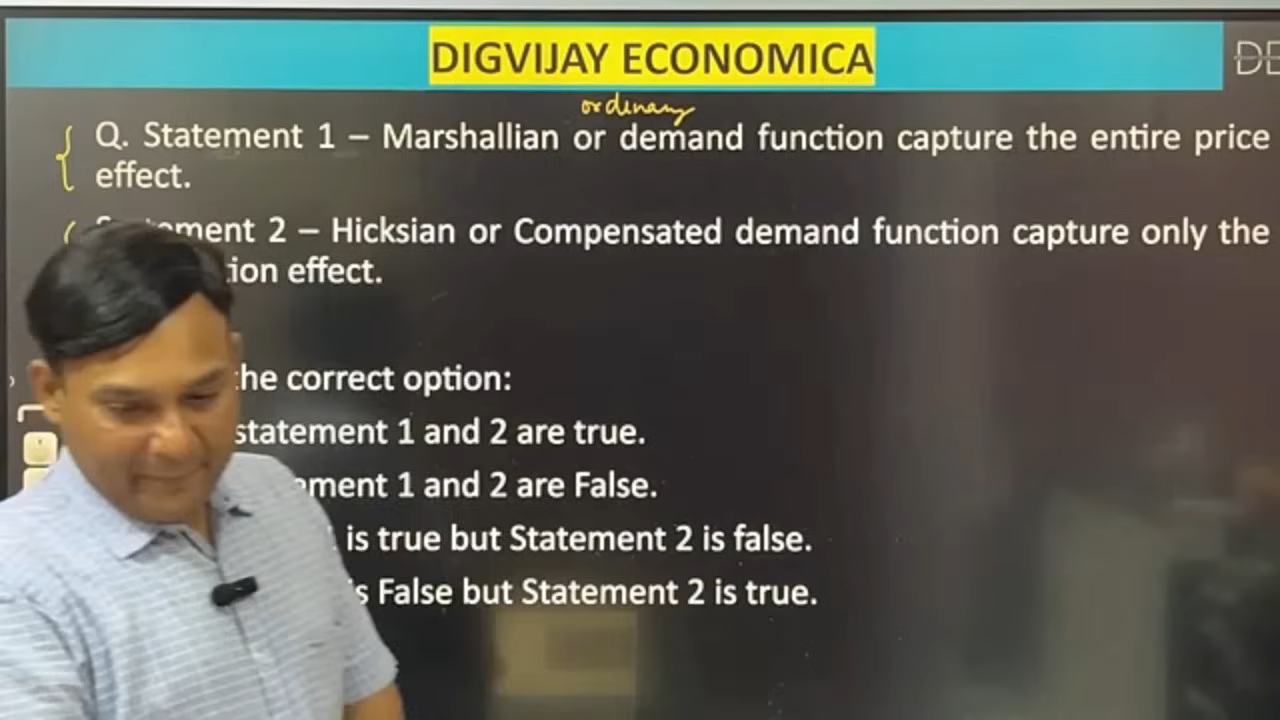 DIGVIJAY ECONOMICA
DE
ordinary
Q. Statement 1 – Marshallian or demand function capture the entire price
effect.
2 – Hicksian or Compensated demand function capture only the
effect.
the correct option:
statement 1 and 2 are true.
1 and 2 are False.
is true but Statement 2 is false.
False but Statement 2 is true.